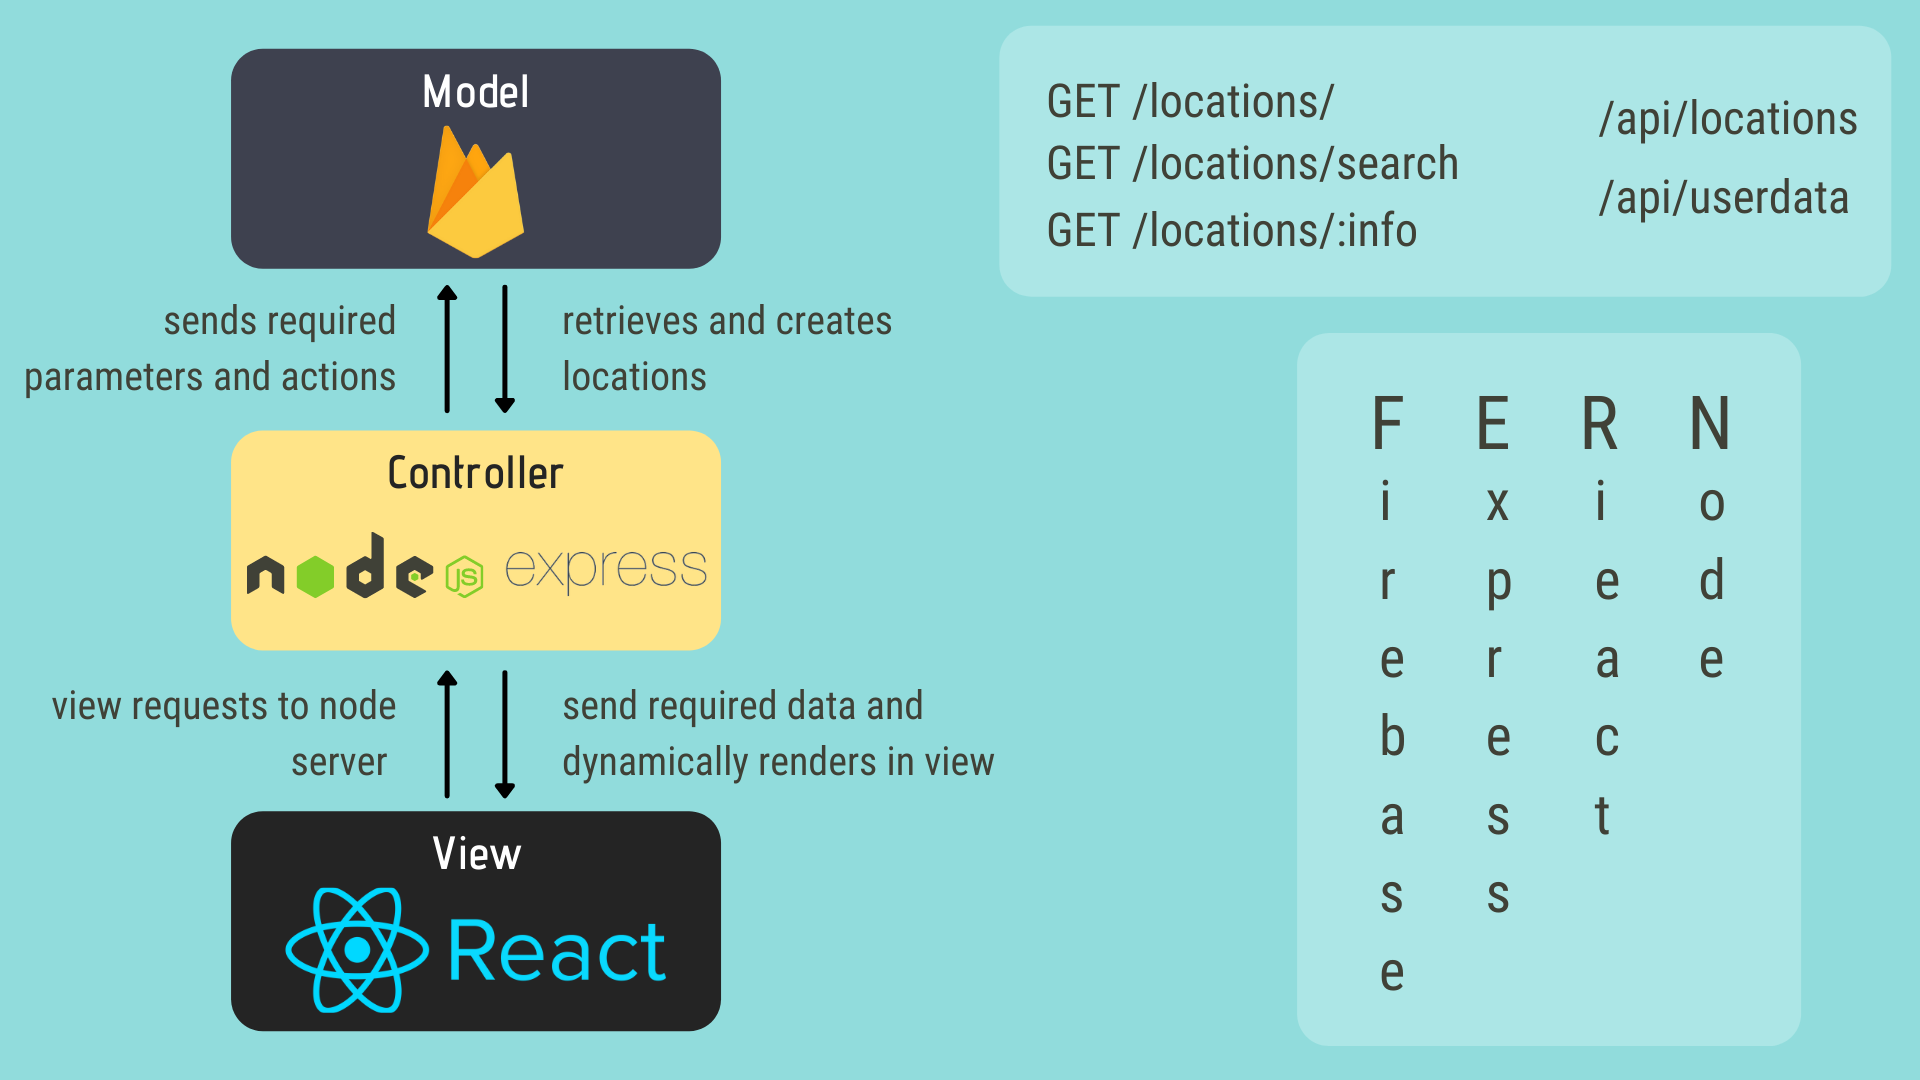 Model
sends required
parameters and actions
retrieves and creates
locations
Controller
node JS express
view requests to node
server
send required data and
dynamically renders in view
View
React
GET /locations/
GET /locations/search
GET /locations/:info
/api/locations
/api/userdata
F E R N
i x i o
r p e d
e r a e
b e c
a s t
s s
e